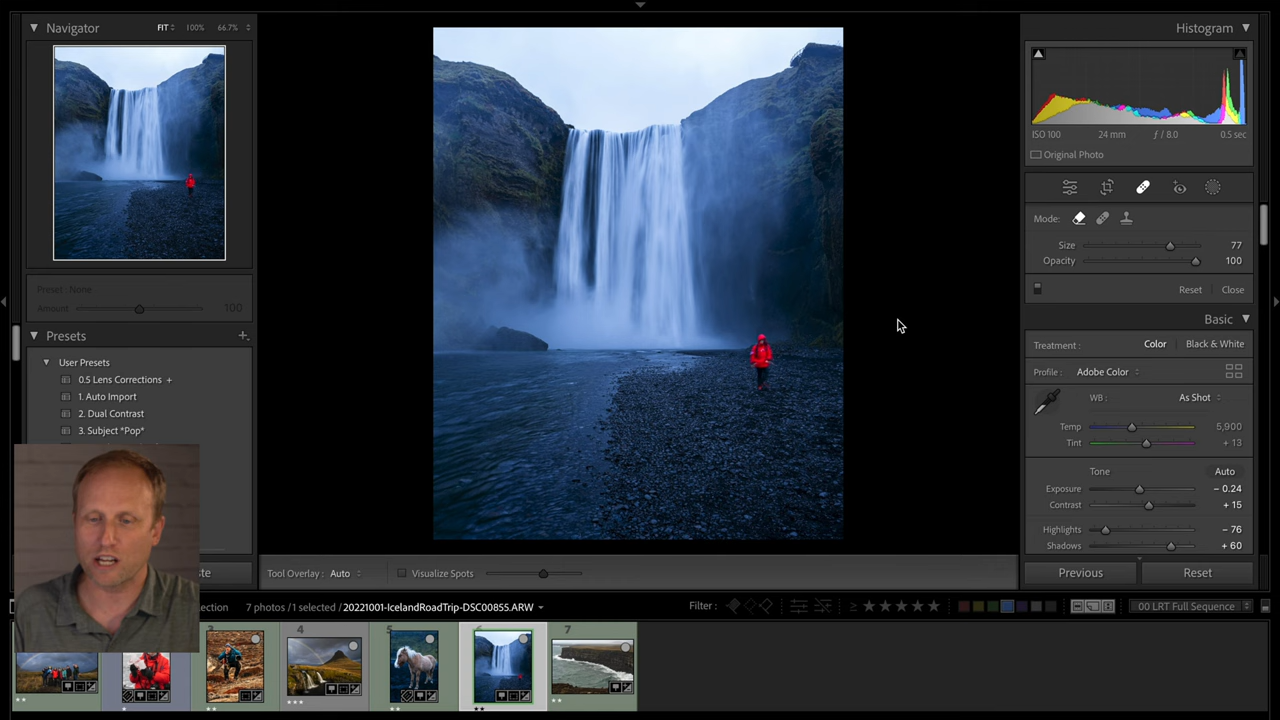 Navigator FIT 100% 66.7%
Preset: None
Amount 100
Presets +
User Presets
0.5 Lens Corrections +
1. Auto Import
2. Dual Contrast
3. Subject *Pop*
Histogram
ISO 100 24 mm ƒ / 8.0 0.5 sec
Original Photo
Mode:
Size 77
Opacity 100
Reset Close
Basic
Treatment : Color Black & White
Profile : Adobe Color
WB : As Shot
Temp 5,900
Tint + 13
Tone Auto
Exposure − 0.24
Contrast + 15
Highlights − 76
Shadows + 60
Previous Reset
Tool Overlay : Auto Visualize Spots
7 photos / 1 selected / 20221001-IcelandRoadTrip-DSC00855.ARW
Filter : 00 LRT Full Sequence
3 4 5 7